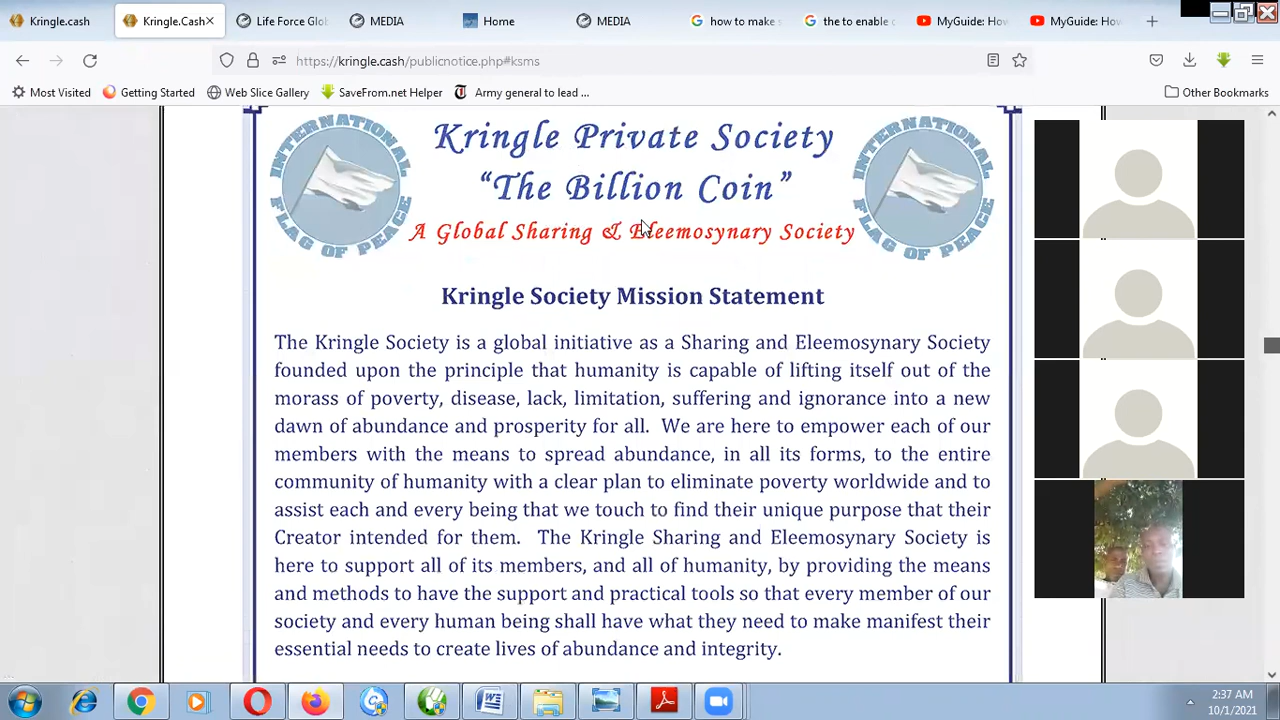 Kringle.cash
Kringle.Cash
Life Force Glo
MEDIA
Home
MEDIA
how to make
the to enable
MyGuide: How
MyGuide: How
https://kringle.cash/publicnotice.php#ksms
Most Visited
Getting Started
Web Slice Gallery
SaveFrom.net Helper
Army general to lead ...
Other Bookmarks
INTERNATIONAL FLAG OF PEACE
Kringle Private Society
“The Billion Coin”
A Global Sharing & Eleemosynary Society
INTERNATIONAL FLAG OF PEACE
Kringle Society Mission Statement
The Kringle Society is a global initiative as a Sharing and Eleemosynary Society
founded upon the principle that humanity is capable of lifting itself out of the
morass of poverty, disease, lack, limitation, suffering and ignorance into a new
dawn of abundance and prosperity for all. We are here to empower each of our
members with the means to spread abundance, in all its forms, to the entire
community of humanity with a clear plan to eliminate poverty worldwide and to
assist each and every being that we touch to find their unique purpose that their
Creator intended for them. The Kringle Sharing and Eleemosynary Society is
here to support all of its members, and all of humanity, by providing the means
and methods to have the support and practical tools so that every member of our
society and every human being shall have what they need to make manifest their
essential needs to create lives of abundance and integrity.
2:37 AM
10/1/2021